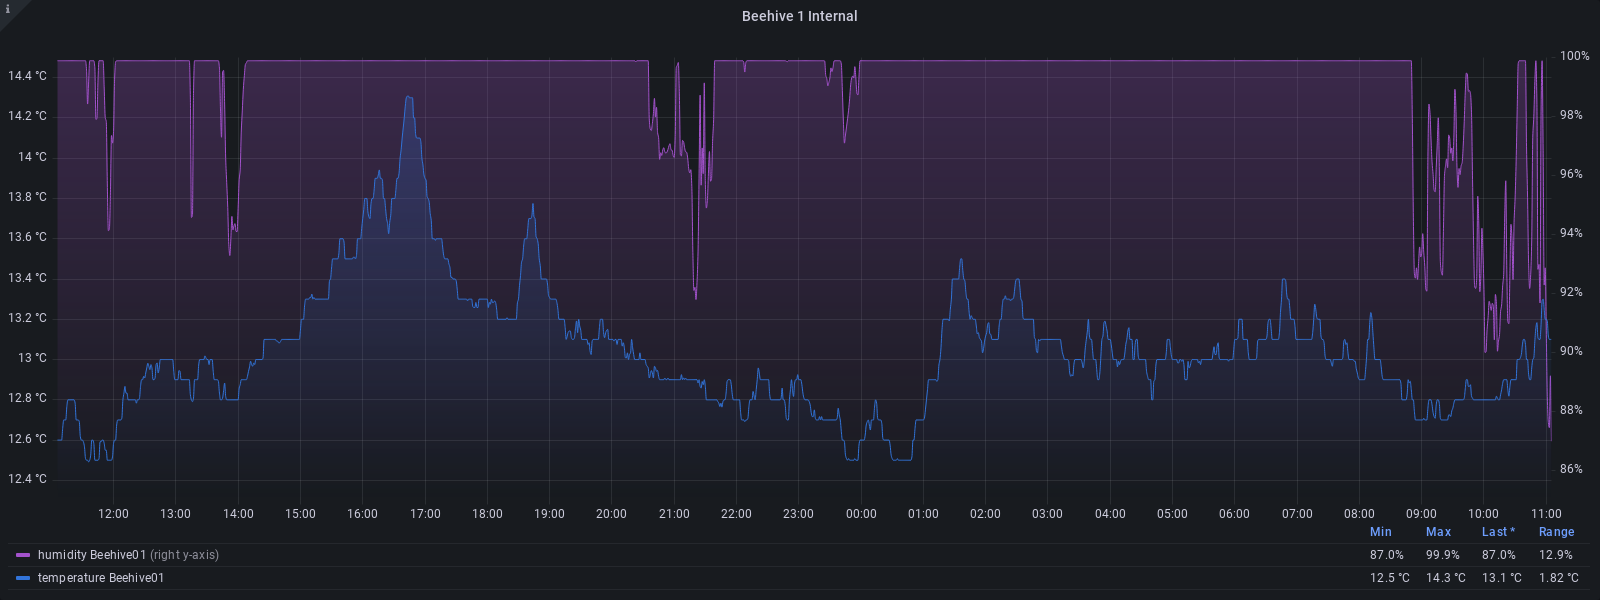 i
Beehive 1 Internal
100%
14.4 °C
14.2 °C
98%
14 °C
96%
13.8 °C
13.6 °C
94%
13.4 °C
92%
13.2 °C
13 °C
90%
12.8 °C
88%
12.6 °C
86%
12.4 °C
12:00 13:00 14:00 15:00 16:00 17:00 18:00 19:00 20:00 21:00 22:00 23:00 00:00 01:00 02:00 03:00 04:00 05:00 06:00 07:00 08:00 09:00 10:00 11:00
Min Max Last * Range
humidity Beehive01 (right y-axis) 87.0% 99.9% 87.0% 12.9%
temperature Beehive01 12.5 °C 14.3 °C 13.1 °C 1.82 °C